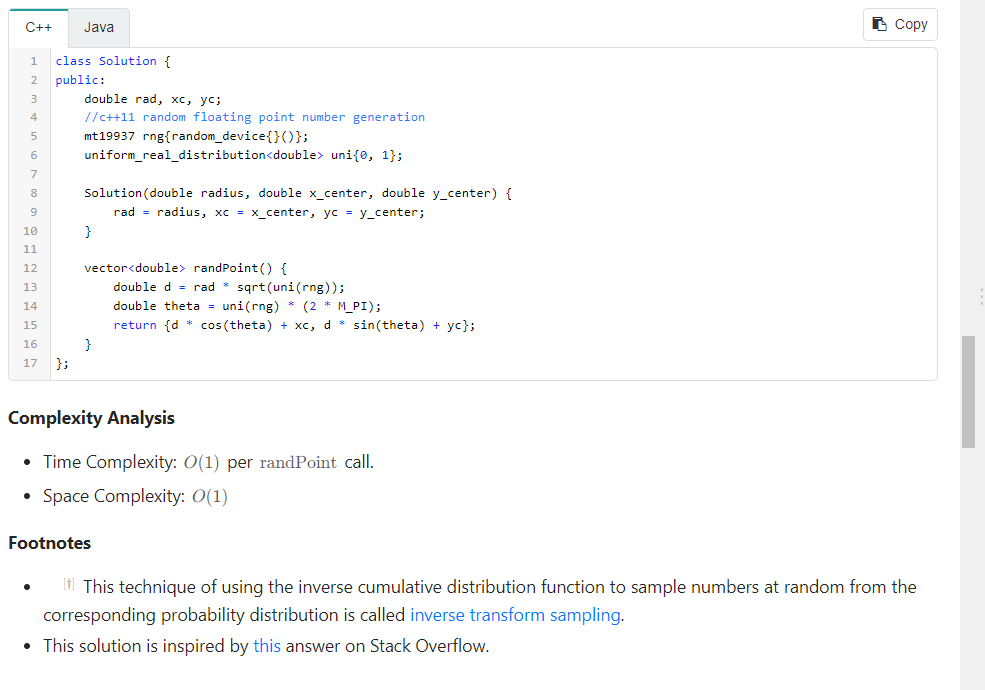 C++ Java Copy
1 class Solution {
2 public:
3     double rad, xc, yc;
4     //c++11 random floating point number generation
5     mt19937 rng{random_device{}()};
6     uniform_real_distribution<double> uni{0, 1};
7
8     Solution(double radius, double x_center, double y_center) {
9         rad = radius, xc = x_center, yc = y_center;
10     }
11
12     vector<double> randPoint() {
13         double d = rad * sqrt(uni(rng));
14         double theta = uni(rng) * (2 * M_PI);
15         return {d * cos(theta) + xc, d * sin(theta) + yc};
16     }
17 };
Complexity Analysis
• Time Complexity: O(1) per randPoint call.
• Space Complexity: O(1)
Footnotes
• † This technique of using the inverse cumulative distribution function to sample numbers at random from the
corresponding probability distribution is called inverse transform sampling.
• This solution is inspired by this answer on Stack Overflow.